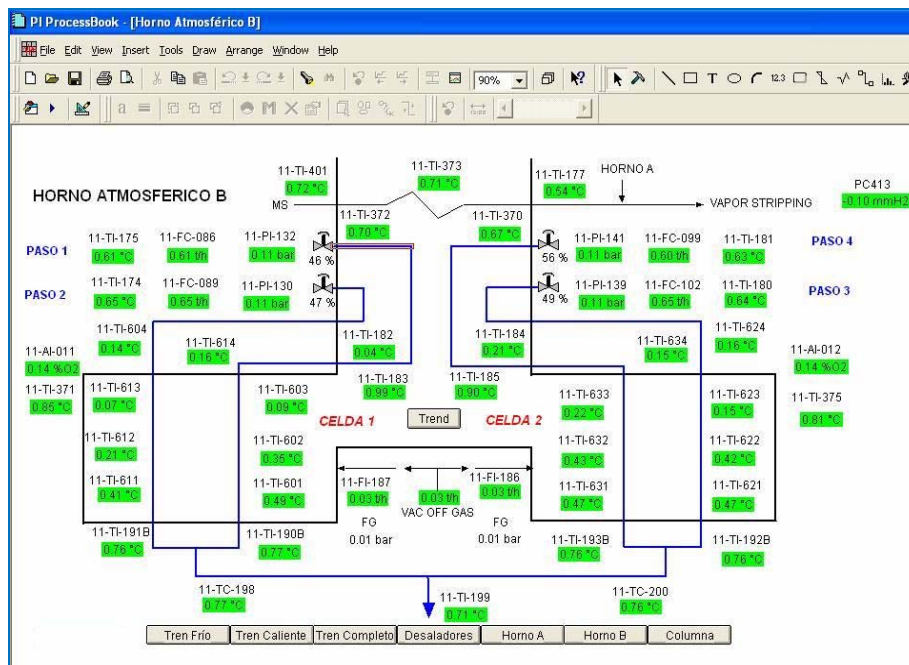 PI ProcessBook - [Horno Atmosférico B]
File Edit View Insert Tools Draw Arrange Window Help
90%
12.3
HORNO ATMOSFERICO B
11-TI-401
0.72 °C
MS
11-TI-373
0.71 °C
11-TI-177
0.54 °C
HORNO A
VAPOR STRIPPING
PC413
-0.10 mmH2
11-TI-372
0.70 °C
11-TI-370
0.67 °C
PASO 1
11-TI-175
0.61 °C
11-FC-086
0.61 t/h
11-PI-132
0.11 bar
46 %
56 %
11-PI-141
0.11 bar
11-FC-099
0.60 t/h
11-TI-181
0.63 °C
PASO 4
PASO 2
11-TI-174
0.65 °C
11-FC-089
0.65 t/h
11-PI-130
0.11 bar
47 %
49 %
11-PI-139
0.11 bar
11-FC-102
0.65 t/h
11-TI-180
0.64 °C
PASO 3
11-TI-604
0.14 °C
11-TI-614
0.16 °C
11-TI-182
0.04 °C
11-TI-184
0.21 °C
11-TI-634
0.15 °C
11-TI-624
0.16 °C
11-AI-011
0.14 %O2
11-AI-012
0.14 %O2
11-TI-371
0.85 °C
11-TI-613
0.07 °C
11-TI-603
0.09 °C
11-TI-183
0.99 °C
11-TI-185
0.90 °C
11-TI-633
0.22 °C
11-TI-623
0.15 °C
11-TI-375
0.81 °C
CELDA 1
Trend
CELDA 2
11-TI-612
0.21 °C
11-TI-602
0.35 °C
11-TI-632
0.43 °C
11-TI-622
0.42 °C
11-TI-611
0.41 °C
11-TI-601
0.49 °C
11-FI-187
0.03 t/h
0.03 t/h
VAC OFF GAS
11-FI-186
0.03 t/h
11-TI-631
0.47 °C
11-TI-621
0.47 °C
FG
0.01 bar
FG
0.01 bar
11-TI-191B
0.76 °C
11-TI-190B
0.77 °C
11-TI-193B
0.76 °C
11-TI-192B
0.76 °C
11-TC-198
0.77 °C
11-TI-199
0.71 °C
11-TC-200
0.76 °C
Tren Frío Tren Caliente Tren Completo Desaladores Horno A Horno B Columna